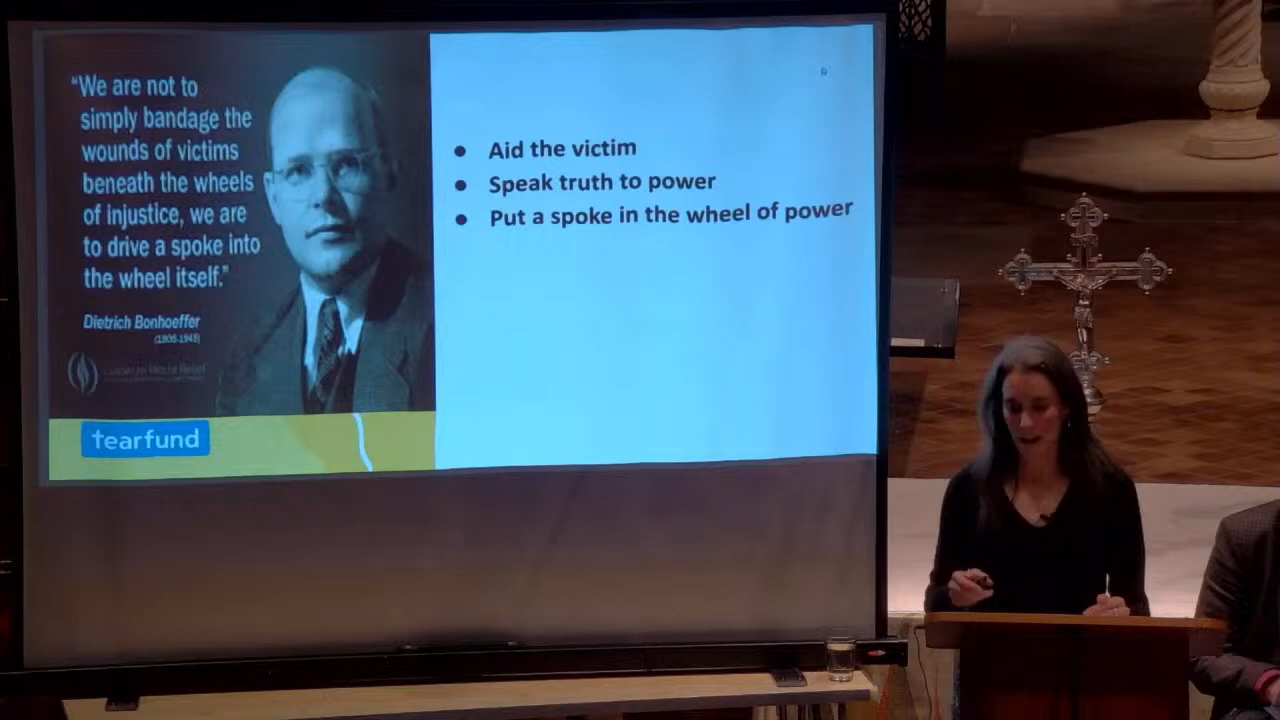 “We are not to
simply bandage the
wounds of victims
beneath the wheels
of injustice, we are
to drive a spoke into
the wheel itself.”
Dietrich Bonhoeffer
(1906-1945)
World Relief
tearfund
● Aid the victim
● Speak truth to power
● Put a spoke in the wheel of power